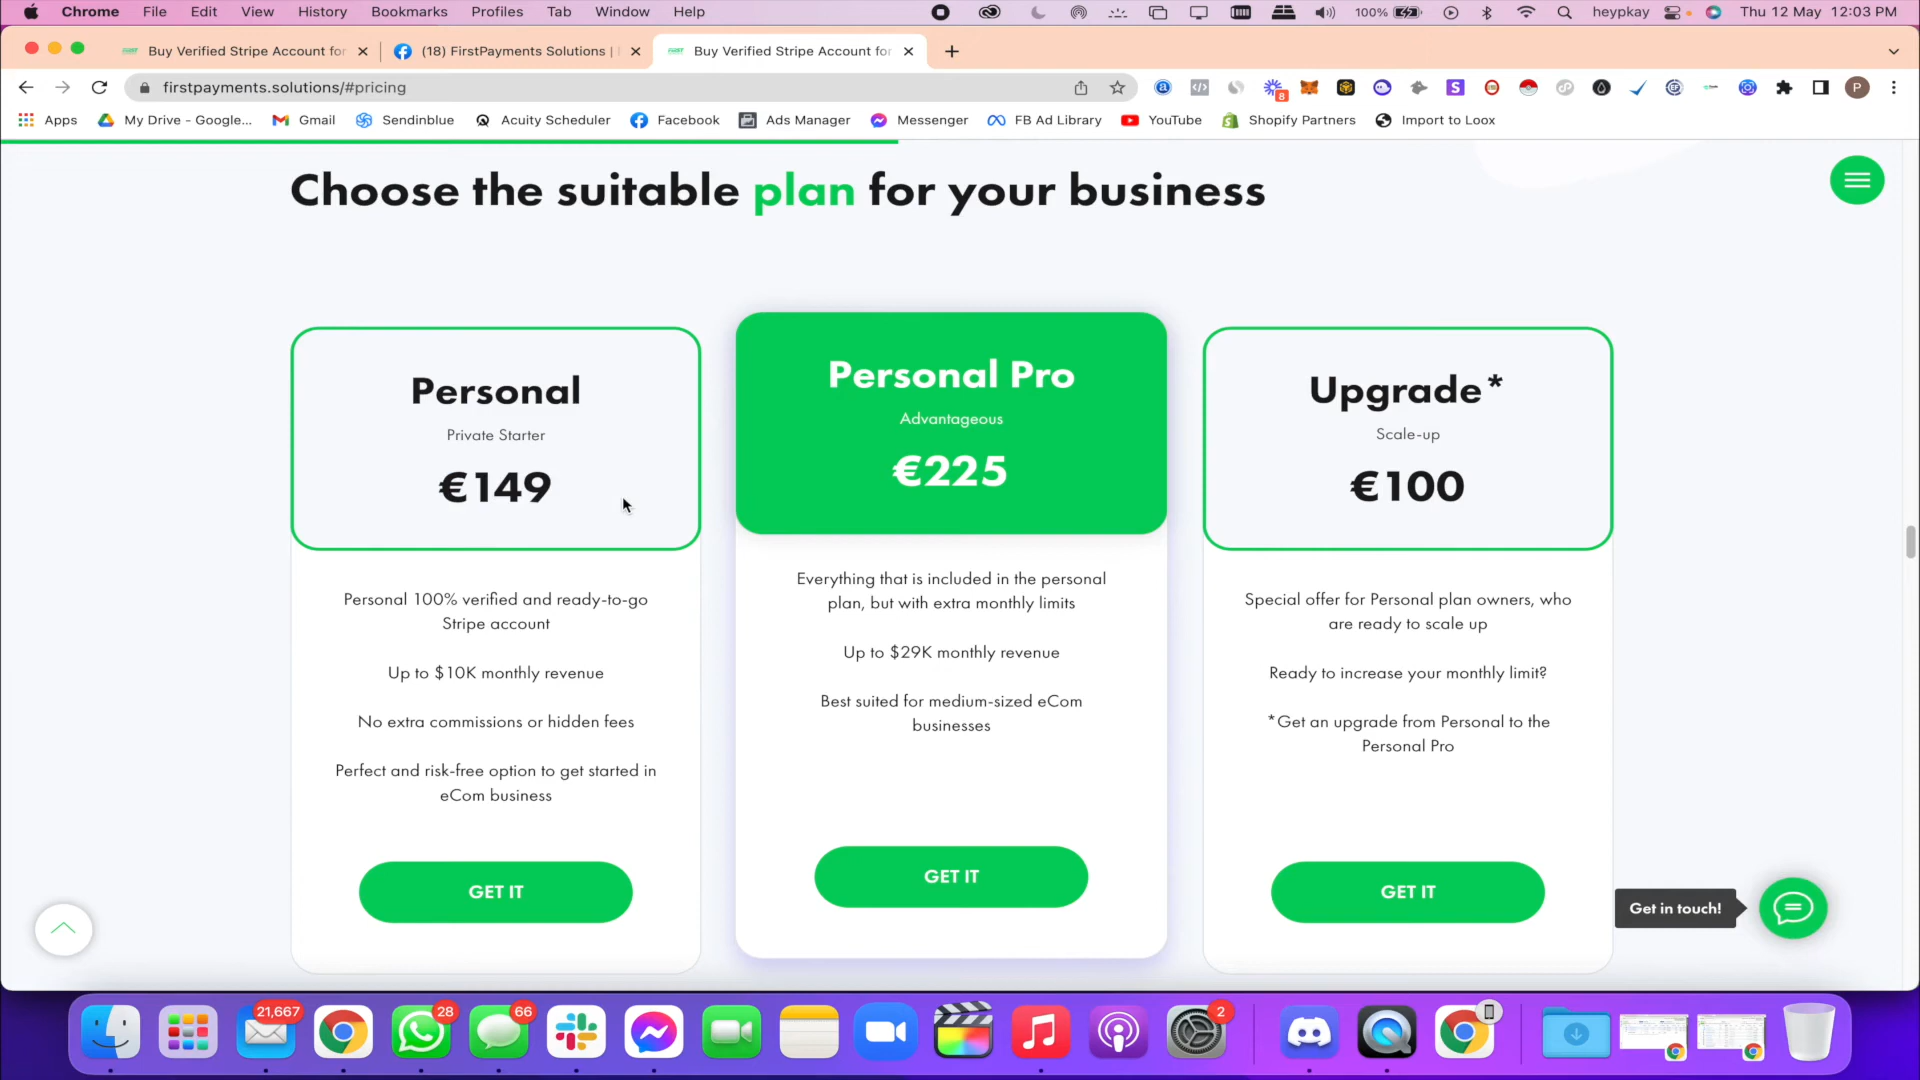 Chrome File Edit View History Bookmarks Profiles Tab Window Help 100% heypkay Thu 12 May 12:03 PM
Buy Verified Stripe Account for (18) FirstPayments Solutions | Buy Verified Stripe Account for
firstpayments.solutions/#pricing
Apps My Drive - Google... Gmail Sendinblue Acuity Scheduler Facebook Ads Manager Messenger FB Ad Library YouTube Shopify Partners Import to Loox
Choose the suitable plan for your business
Personal
Private Starter
€149
Personal 100% verified and ready-to-go
Stripe account
Up to $10K monthly revenue
No extra commissions or hidden fees
Perfect and risk-free option to get started in
eCom business
GET IT
Personal Pro
Advantageous
€225
Everything that is included in the personal
plan, but with extra monthly limits
Up to $29K monthly revenue
Best suited for medium-sized eCom
businesses
GET IT
Upgrade*
Scale-up
€100
Special offer for Personal plan owners, who
are ready to scale up
Ready to increase your monthly limit?
*Get an upgrade from Personal to the
Personal Pro
GET IT
Get in touch!
21,667 28 66 2